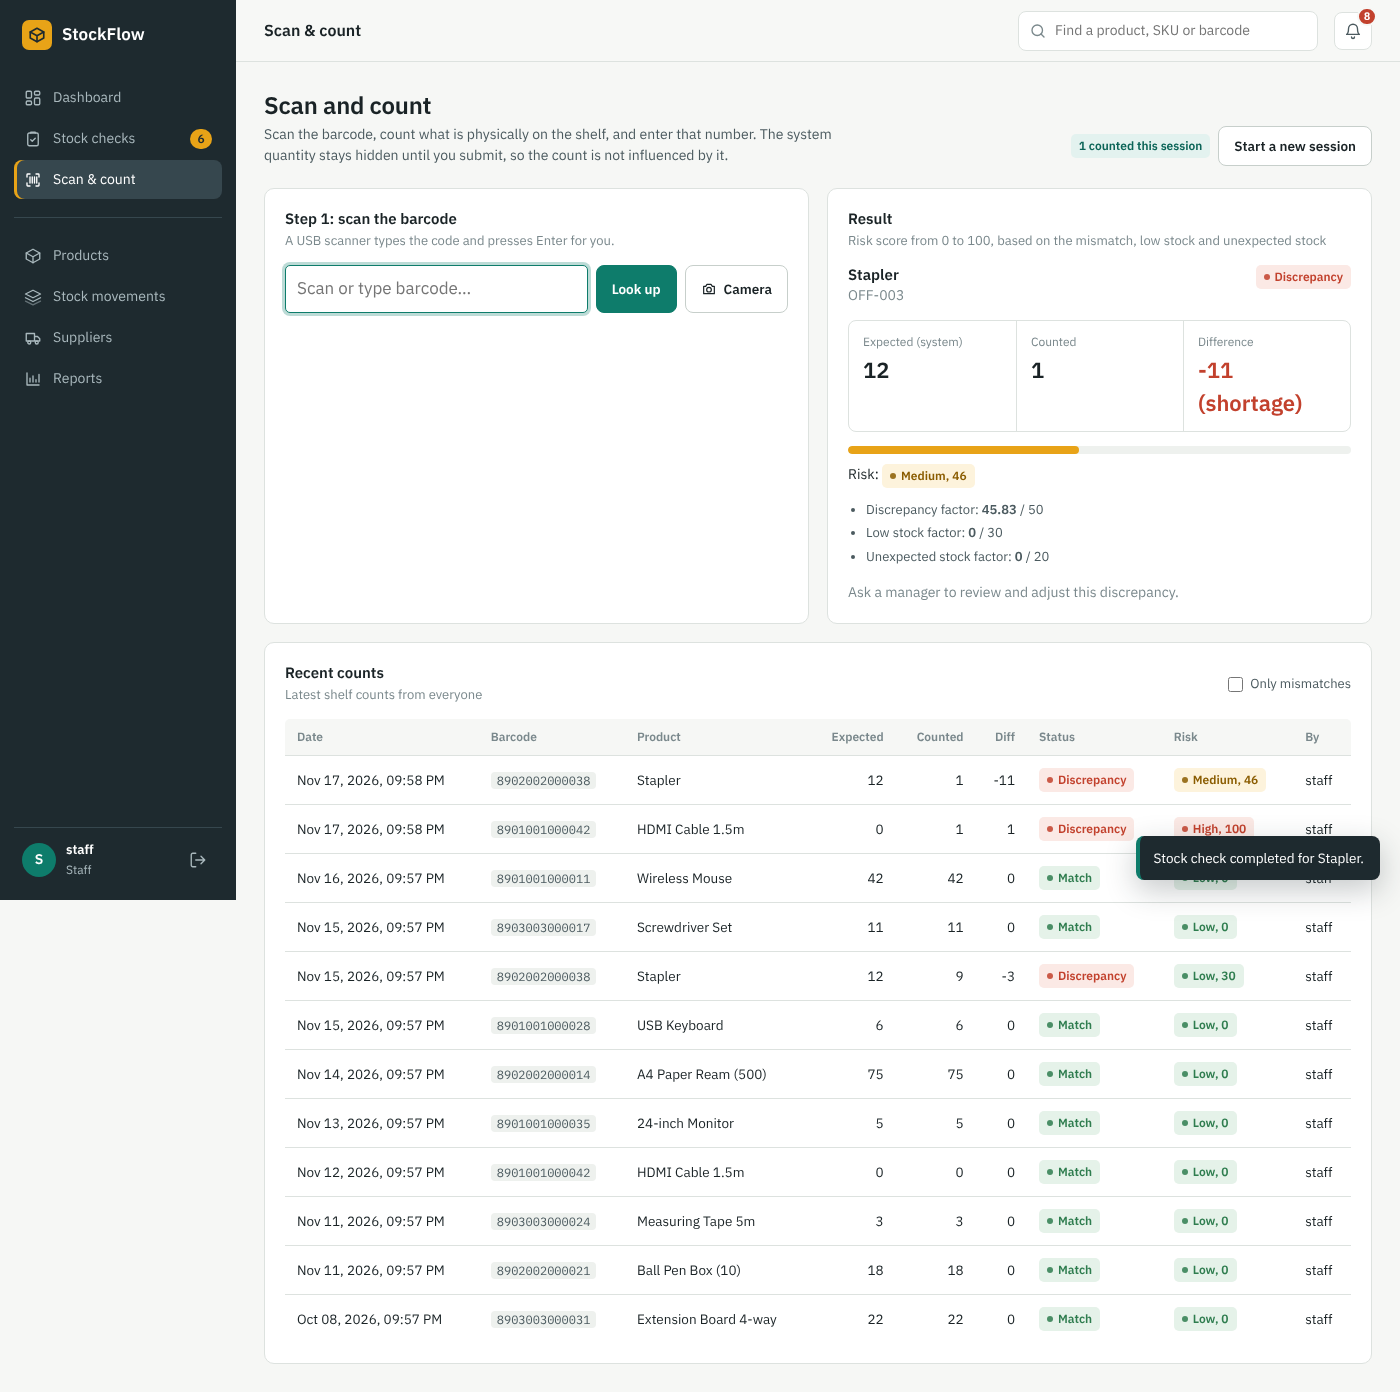 StockFlow
Dashboard
Stock checks 6
Scan & count
Products
Stock movements
Suppliers
Reports
S staff
Staff
Scan & count
Find a product, SKU or barcode
8
Scan and count
Scan the barcode, count what is physically on the shelf, and enter that number. The system
quantity stays hidden until you submit, so the count is not influenced by it.
1 counted this session
Start a new session
Step 1: scan the barcode
A USB scanner types the code and presses Enter for you.
Scan or type barcode...
Look up
Camera
Result
Risk score from 0 to 100, based on the mismatch, low stock and unexpected stock
Stapler
OFF-003
Discrepancy
Expected (system) Counted Difference
12 1 -11
(shortage)
Risk: Medium, 46
• Discrepancy factor: 45.83 / 50
• Low stock factor: 0 / 30
• Unexpected stock factor: 0 / 20
Ask a manager to review and adjust this discrepancy.
Recent counts
Latest shelf counts from everyone
Only mismatches
Date Barcode Product Expected Counted Diff Status Risk By
Nov 17, 2026, 09:58 PM 8902002000038 Stapler 12 1 -11 Discrepancy Medium, 46 staff
Nov 17, 2026, 09:58 PM 8901001000042 HDMI Cable 1.5m 0 1 1 Discrepancy High, 100 staff
Stock check completed for Stapler.
Nov 16, 2026, 09:57 PM 8901001000011 Wireless Mouse 42 42 0 Match
Nov 15, 2026, 09:57 PM 8903003000017 Screwdriver Set 11 11 0 Match Low, 0 staff
Nov 15, 2026, 09:57 PM 8902002000038 Stapler 12 9 -3 Discrepancy Low, 30 staff
Nov 15, 2026, 09:57 PM 8901001000028 USB Keyboard 6 6 0 Match Low, 0 staff
Nov 14, 2026, 09:57 PM 8902002000014 A4 Paper Ream (500) 75 75 0 Match Low, 0 staff
Nov 13, 2026, 09:57 PM 8901001000035 24-inch Monitor 5 5 0 Match Low, 0 staff
Nov 12, 2026, 09:57 PM 8901001000042 HDMI Cable 1.5m 0 0 0 Match Low, 0 staff
Nov 11, 2026, 09:57 PM 8903003000024 Measuring Tape 5m 3 3 0 Match Low, 0 staff
Nov 11, 2026, 09:57 PM 8902002000021 Ball Pen Box (10) 18 18 0 Match Low, 0 staff
Oct 08, 2026, 09:57 PM 8903003000031 Extension Board 4-way 22 22 0 Match Low, 0 staff